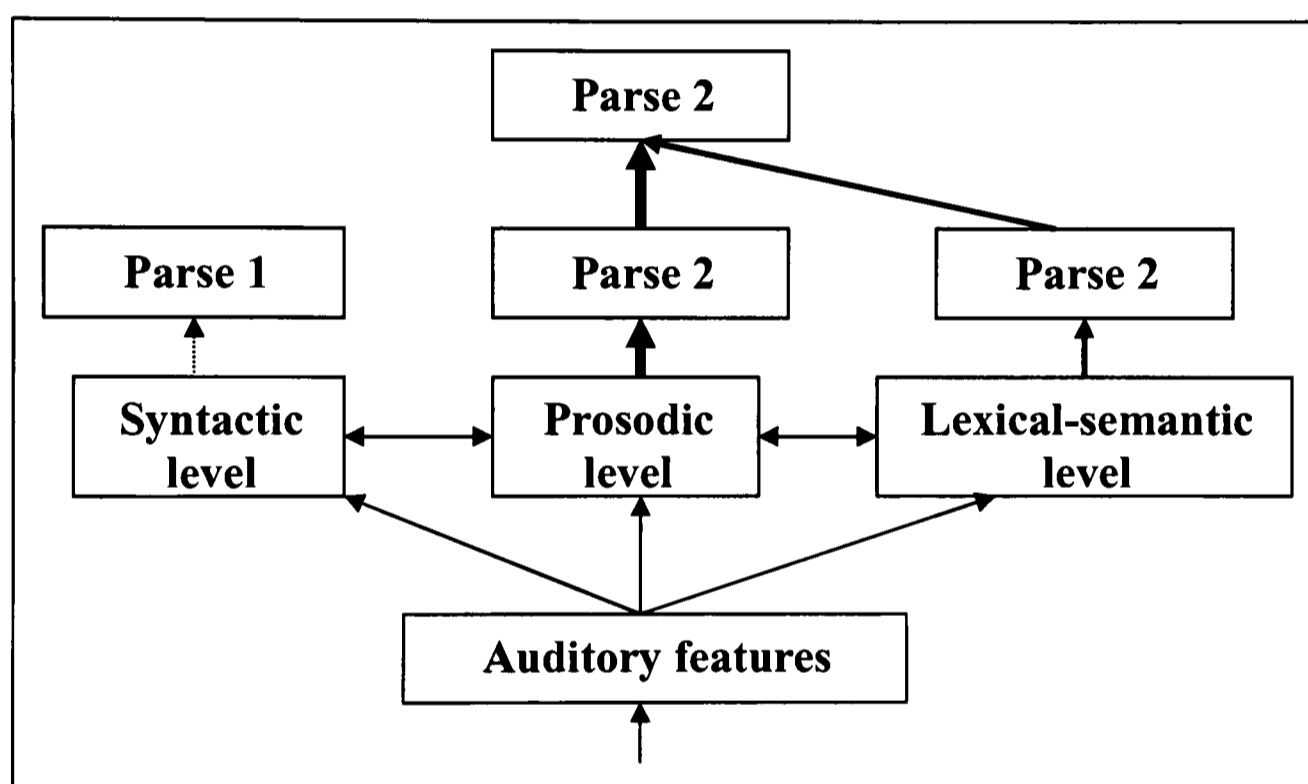 Parse 2
Parse 1
Parse 2
Parse 2
Syntactic
level
Prosodic
level
Lexical-semantic
level
Auditory features